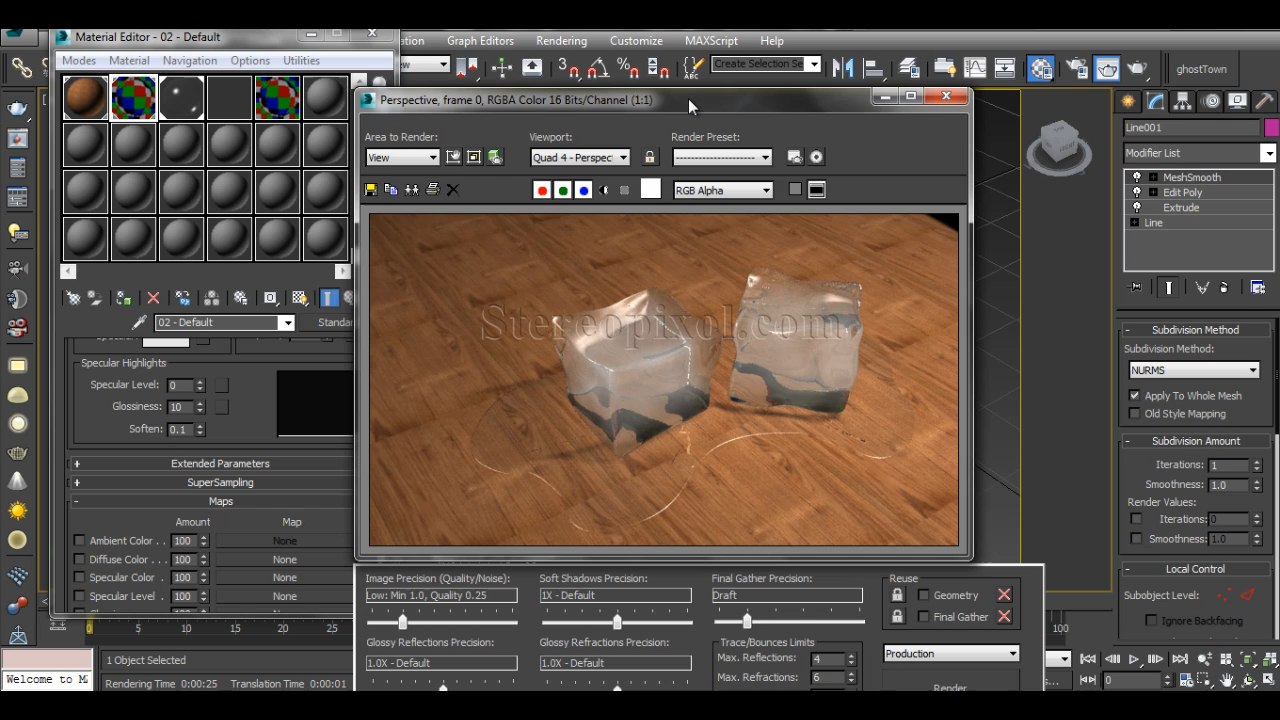 Material Editor - 02 - Default
Modes Material Navigation Options Utilities
Graph Editors Rendering Customize MAXScript Help
Create Selection Se
ghostTown
Perspective, frame 0, RGBA Color 16 Bits/Channel (1:1)
Area to Render:
View
Viewport:
Quad 4 - Perspec
Render Preset:
RGB Alpha
Stereopixol.com
02 - Default
Standa
Specular Highlights
Specular Level: 0
Glossiness: 10
Soften: 0.1
Extended Parameters
SuperSampling
Maps
Amount Map
Ambient Color . . 100 None
Diffuse Color . . . 100 None
Specular Color . 100 None
Specular Level . 100 None
Line001
Modifier List
MeshSmooth
Edit Poly
Extrude
Line
Subdivision Method
Subdivision Method:
NURMS
Apply To Whole Mesh
Old Style Mapping
Subdivision Amount
Iterations: 1
Smoothness: 1.0
Render Values:
Iterations: 0
Smoothness: 1.0
Local Control
Subobject Level:
Ignore Backfacing
Image Precision (Quality/Noise):
Low: Min 1.0, Quality 0.25
Soft Shadows Precision:
1X - Default
Final Gather Precision:
Draft
Glossy Reflections Precision:
1.0X - Default
Glossy Refractions Precision:
1.0X - Default
Trace/Bounces Limits
Max. Reflections: 4
Max. Refractions: 6
Reuse
Geometry
Final Gather
Production
Render
0 5 10 15 20 25
100
1 Object Selected
Welcome to M
Rendering Time 0:00:25 Translation Time 0:00:01
0